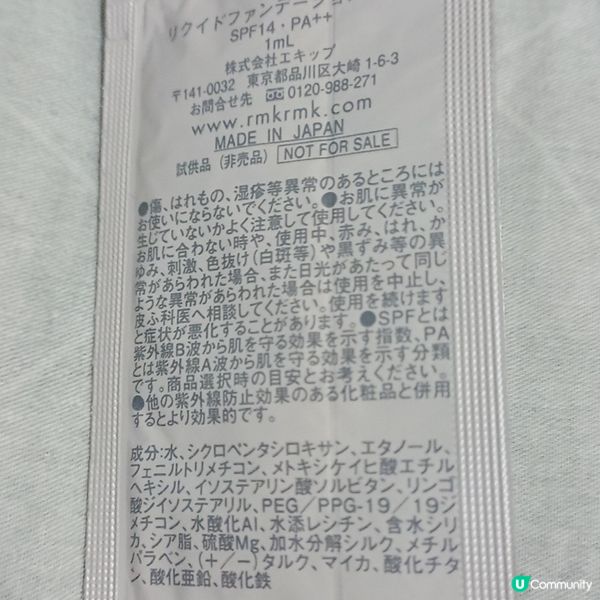 リクイドファンデーション
SPF14・PA++
1mL
株式会社エキップ
〒141-0032 東京都品川区大崎1-6-3
お問合せ先 0120-988-271
www.rmkrmk.com
MADE IN JAPAN
試供品 (非売品) NOT FOR SALE
●傷、はれもの、湿疹等異常のあるところには
お使いにならないでください。●お肌に異常が
生じていないかよく注意して使用してください。
お肌に合わない時や、使用中、赤み、はれ、か
ゆみ、刺激、色抜け(白斑等)や黒ずみ等の異
常があらわれた場合、また日光があたって同じ
ような異常があらわれた場合は使用を中止し、
皮ふ科医へ相談してください。使用を続けます
と症状が悪化することがあります。●SPFとは
紫外線B波から肌を守る効果を示す指数、PA
とは紫外線A波から肌を守る効果を示す分類
です。商品選択時の目安とお考えください。
●他の紫外線防止効果のある化粧品と併用
するとより効果的です。
成分:水、シクロペンタシロキサン、エタノール、
フェニルトリメチコン、メトキシケイヒ酸エチル
ヘキシル、イソステアリン酸ソルビタン、リンゴ
酸ジイソステアリル、PEG/PPG-19/19ジ
メチコン、水酸化Al、水添レシチン、含水シリ
カ、シア脂、硫酸Mg、加水分解シルク、メチル
パラベン、(+/-)タルク、マイカ、酸化チタ
ン、酸化亜鉛、酸化鉄
U Community